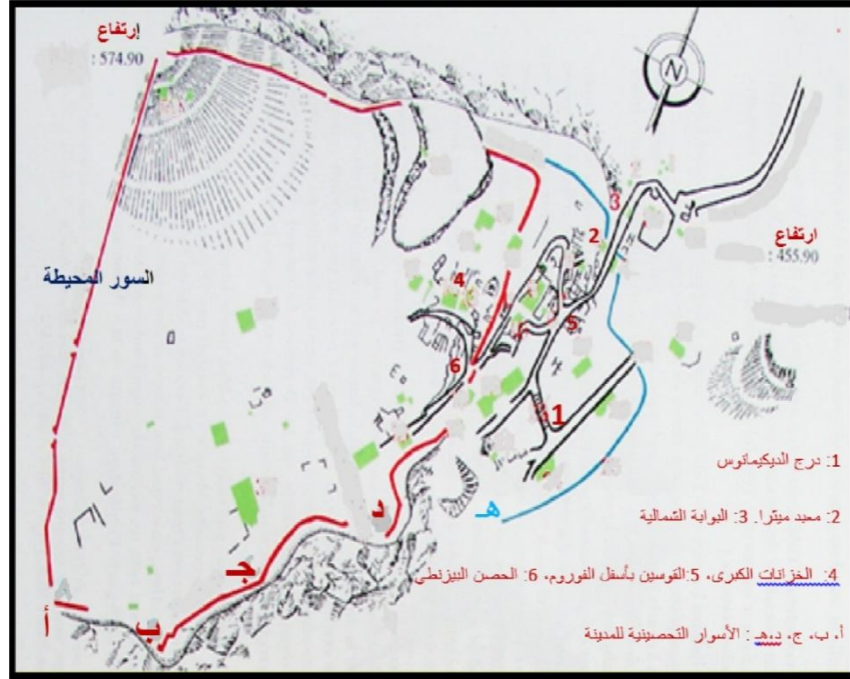 إرتفاع
574.90 :
N
3
2
ارتفاع
455.90 :
السور المحيطة
4
5
6
1
1: درج الديكيمانوس
د
هـ
2: معبد ميترا. 3: البوابة الشمالية
جـ
4: الخزانات الكبرى، 5:القوسين بأسفل الفوروم، 6: الحصن البيزنطي
أ
ب
أ، ب، ج، د،هـ : الأسوار التحصينية للمدينة